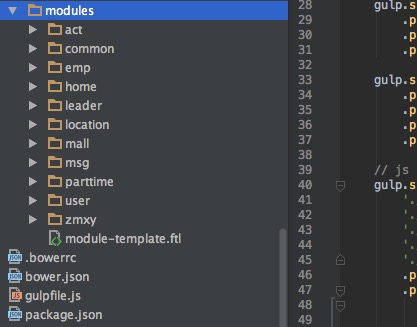 modules
act
common
emp
home
leader
location
mall
msg
parttime
user
zmxy
module-template.ftl
.bowerrc
bower.json
gulpfile.js
package.json
28 gulp.s
29 .p
30 .p
31 .p
32
33 gulp.s
34 .p
35 .p
36 .p
37 .p
38
39 // js
40 gulp.s
41 '.
42 '.
43 '.
44 '.
45 '.
46 .p
47 .p
48
49